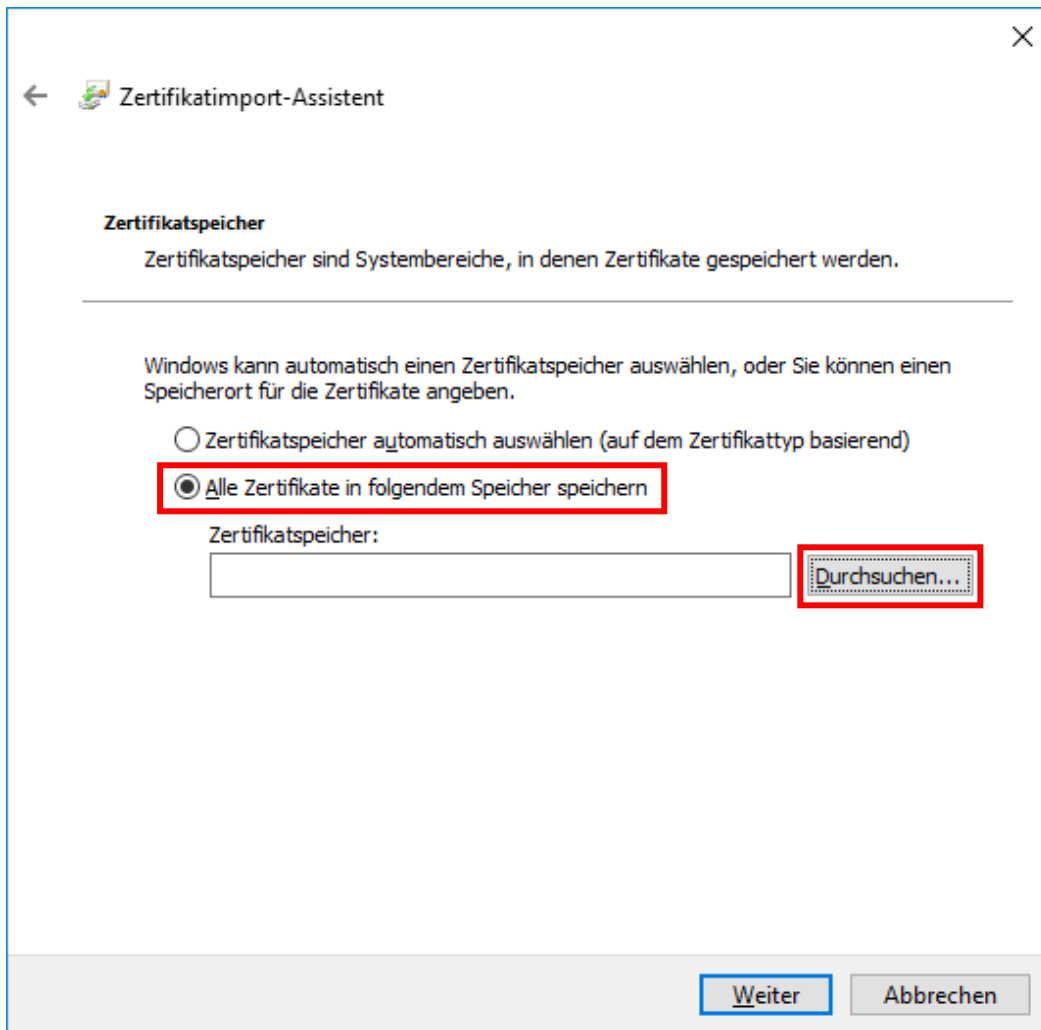 Zertifikatimport-Assistent
Zertifikatspeicher
Zertifikatspeicher sind Systembereiche, in denen Zertifikate gespeichert werden.
Windows kann automatisch einen Zertifikatspeicher auswählen, oder Sie können einen
Speicherort für die Zertifikate angeben.
Zertifikatspeicher automatisch auswählen (auf dem Zertifikattyp basierend)
Alle Zertifikate in folgendem Speicher speichern
Zertifikatspeicher:
Durchsuchen...
Weiter Abbrechen